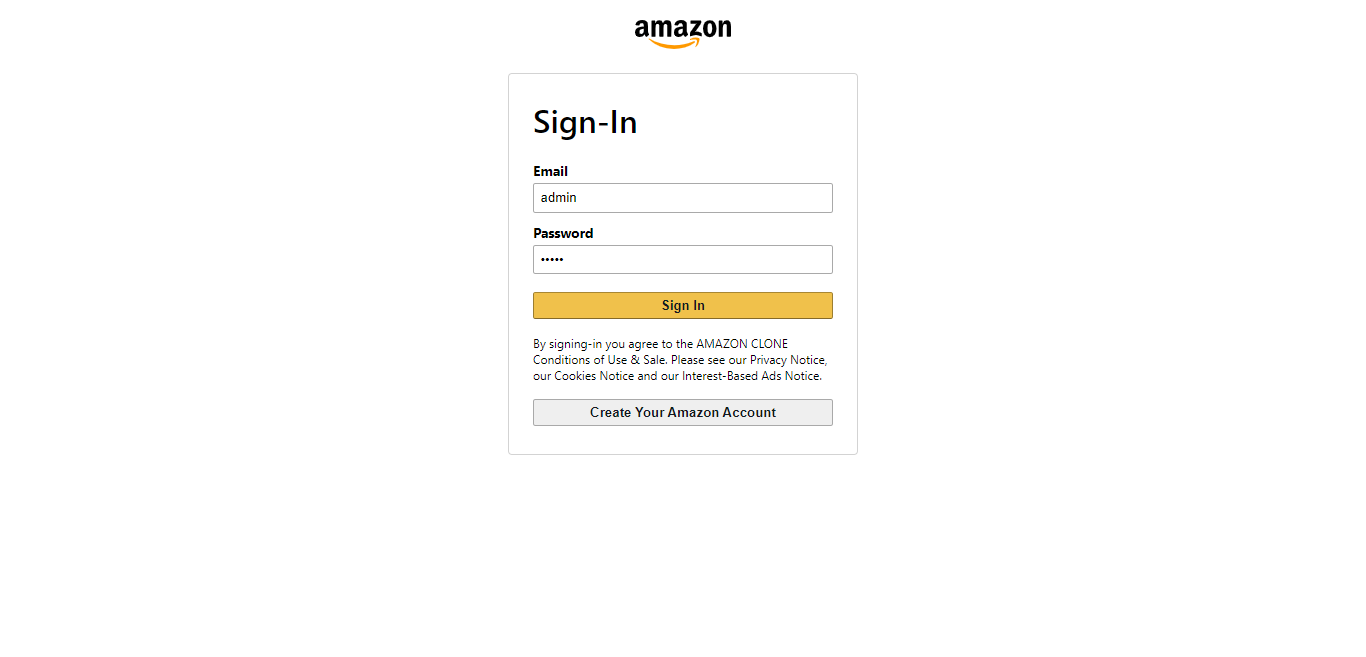 amazon
Sign-In
Email
admin
Password
•••••
Sign In
By signing-in you agree to the AMAZON CLONE
Conditions of Use & Sale. Please see our Privacy Notice,
our Cookies Notice and our Interest-Based Ads Notice.
Create Your Amazon Account